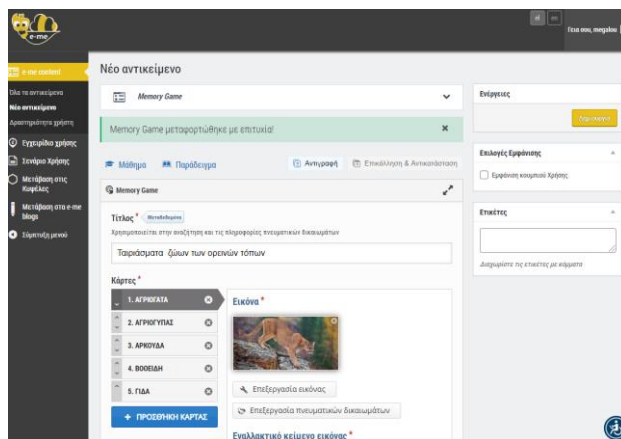 e-me
el en
Γεια σου, megalou
e-me content
Όλα τα αντικείμενα
Νέο αντικείμενο
Δραστηριότητα χρήστη
Εγχειρίδιο χρήσης
Σενάρια Χρήσης
Μετάβαση στις Κυψέλες
Μετάβαση στα e-me blogs
Σύμπτυξη μενού
Νέο αντικείμενο
Memory Game
Memory Game μεταφορτώθηκε με επιτυχία!
Μάθημα Παράδειγμα Αντιγραφή Επικόλληση & Αντικατάσταση
Memory Game
Τίτλος * Μεταδεδομένα
Χρησιμοποιείται στην αναζήτηση και τις πληροφορίες πνευματικών δικαιωμάτων
Ταιριάσματα ζώων των ορεινών τόπων
Κάρτες *
1. ΑΓΡΙΟΓΑΤΑ
2. ΑΓΡΙΟΓΥΠΑΣ
3. ΑΡΚΟΥΔΑ
4. ΒΟΟΕΙΔΗ
5. ΓΙΔΑ
+ ΠΡΟΣΘΗΚΗ ΚΑΡΤΑΣ
Εικόνα *
Επεξεργασία εικόνας
Επεξεργασία πνευματικών δικαιωμάτων
Εναλλακτικό κείμενο εικόνας *
Ενέργειες
Δημιουργία
Επιλογές Εμφάνισης
Εμφάνιση κουμπιού Χρήσης
Ετικέτες
Διαχωρίστε τις ετικέτες με κόμματα